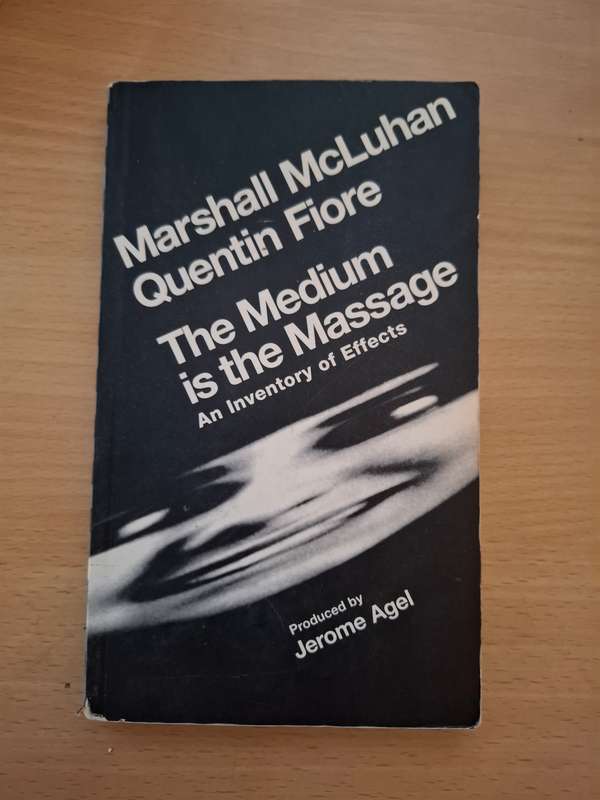 Marshall McLuhan
Quentin Fiore
The Medium
is the Massage
An Inventory of Effects
Produced by
Jerome Agel